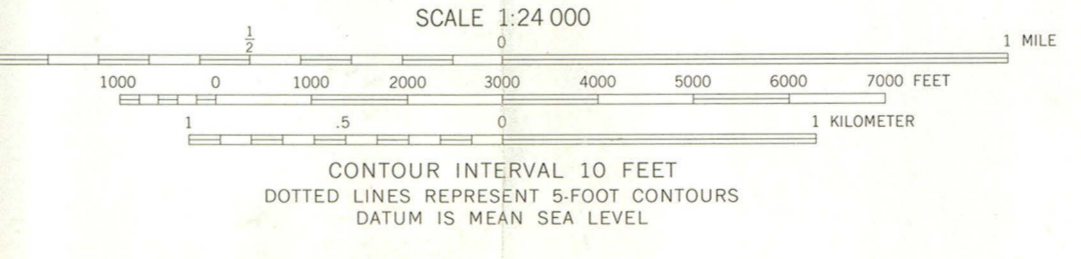 SCALE 1:24 000
1/2 0 1 MILE
1000 0 1000 2000 3000 4000 5000 6000 7000 FEET
1 .5 0 1 KILOMETER
CONTOUR INTERVAL 10 FEET
DOTTED LINES REPRESENT 5-FOOT CONTOURS
DATUM IS MEAN SEA LEVEL